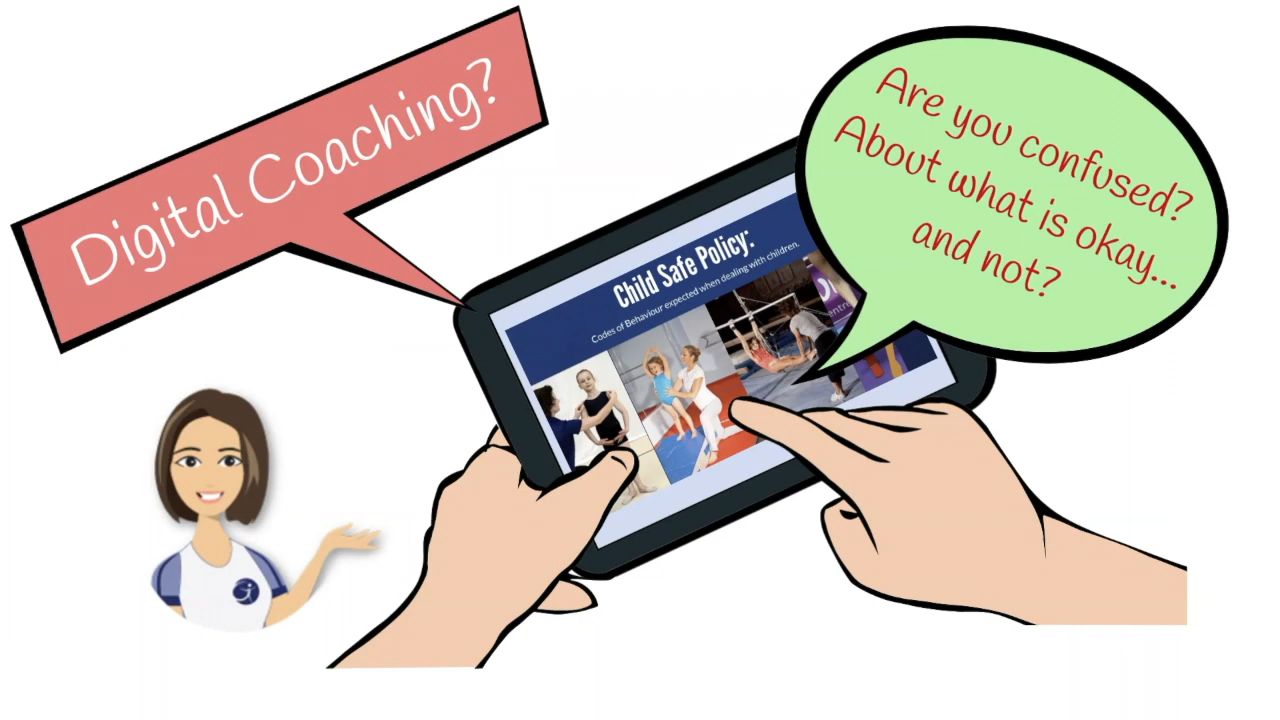 Digital Coaching?
Are you confused?
About what is okay...
and not?
Child Safe Policy:
Codes of Behaviour expected when dealing with children.